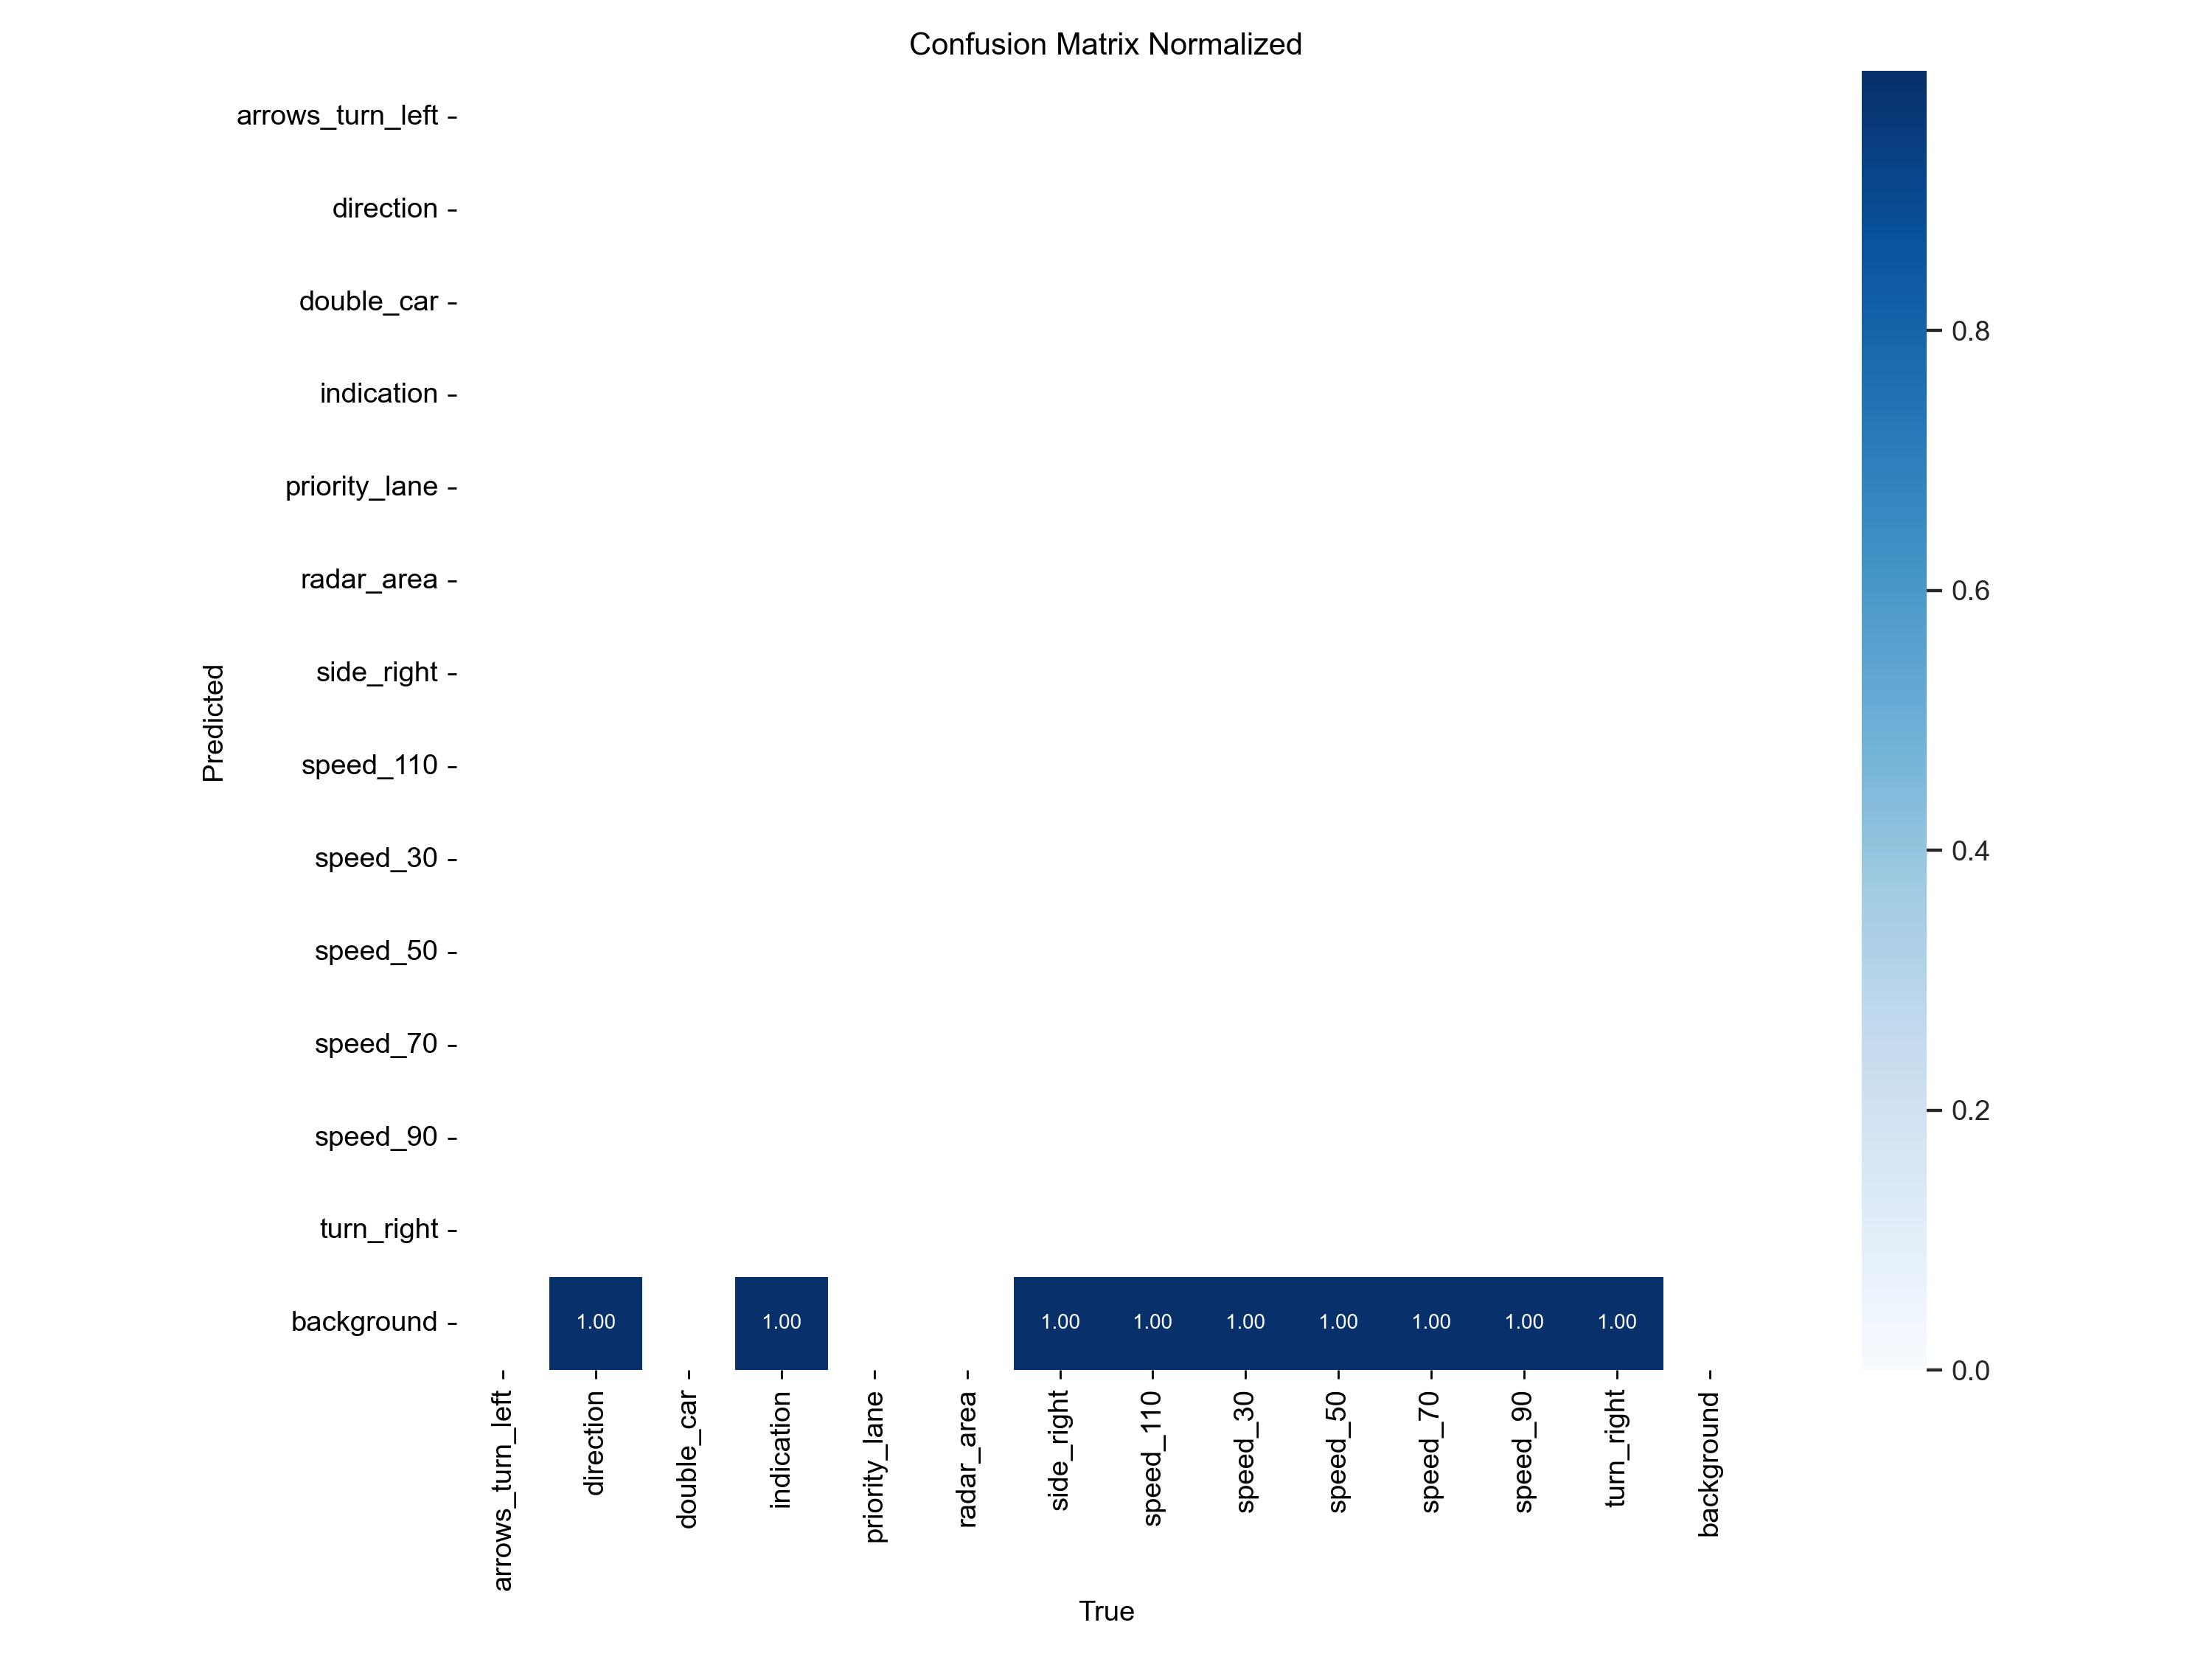 Confusion Matrix Normalized
arrows_turn_left
direction
double_car
indication
priority_lane
radar_area
side_right
speed_110
speed_30
speed_50
speed_70
speed_90
turn_right
background
Predicted
1.00 1.00 1.00 1.00 1.00 1.00 1.00 1.00 1.00
arrows_turn_left
direction
double_car
indication
priority_lane
radar_area
side_right
speed_110
speed_30
speed_50
speed_70
speed_90
turn_right
background
True
0.8
0.6
0.4
0.2
0.0